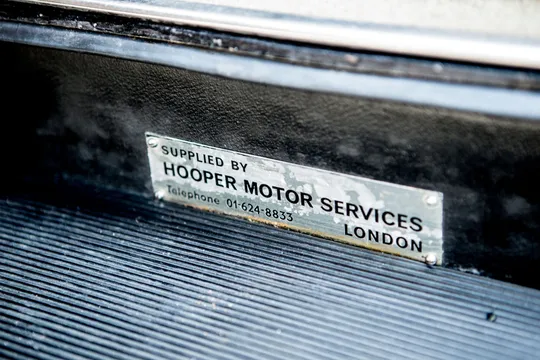 SUPPLIED BY
HOOPER MOTOR SERVICES
Telephone 01-624-8833 LONDON